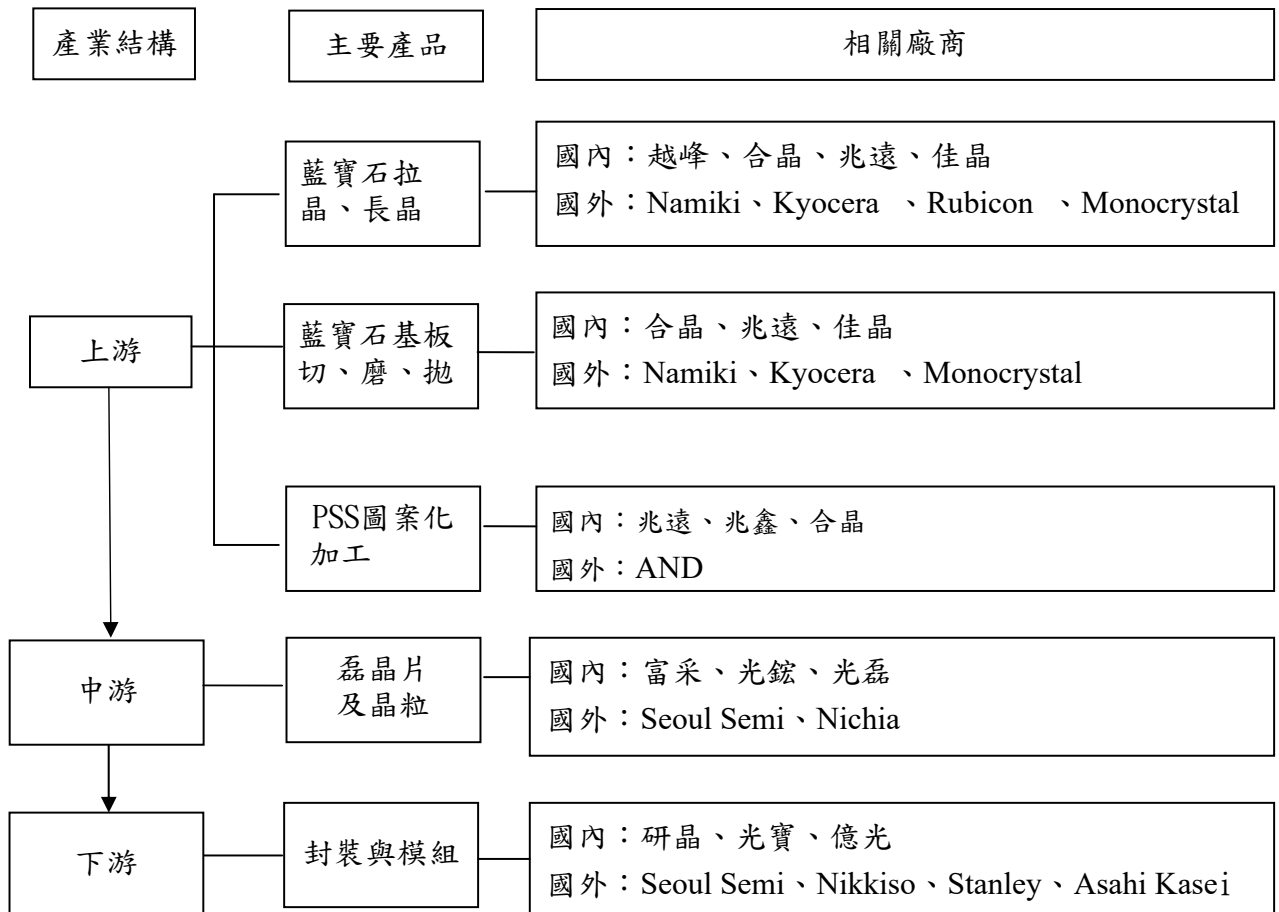 產業結構 主要產品 相關廠商
藍寶石拉
晶、長晶
國內：越峰、合晶、兆遠、佳晶
國外：Namiki、Kyocera 、Rubicon 、Monocrystal
上游
藍寶石基板
切、磨、拋
國內：合晶、兆遠、佳晶
國外：Namiki、Kyocera 、Monocrystal
PSS圖案化
加工
國內：兆遠、兆鑫、合晶
國外：AND
中游
磊晶片
及晶粒
國內：富采、光鋐、光磊
國外：Seoul Semi、Nichia
下游
封裝與模組
國內：研晶、光寶、億光
國外：Seoul Semi、Nikkiso、Stanley、Asahi Kasei